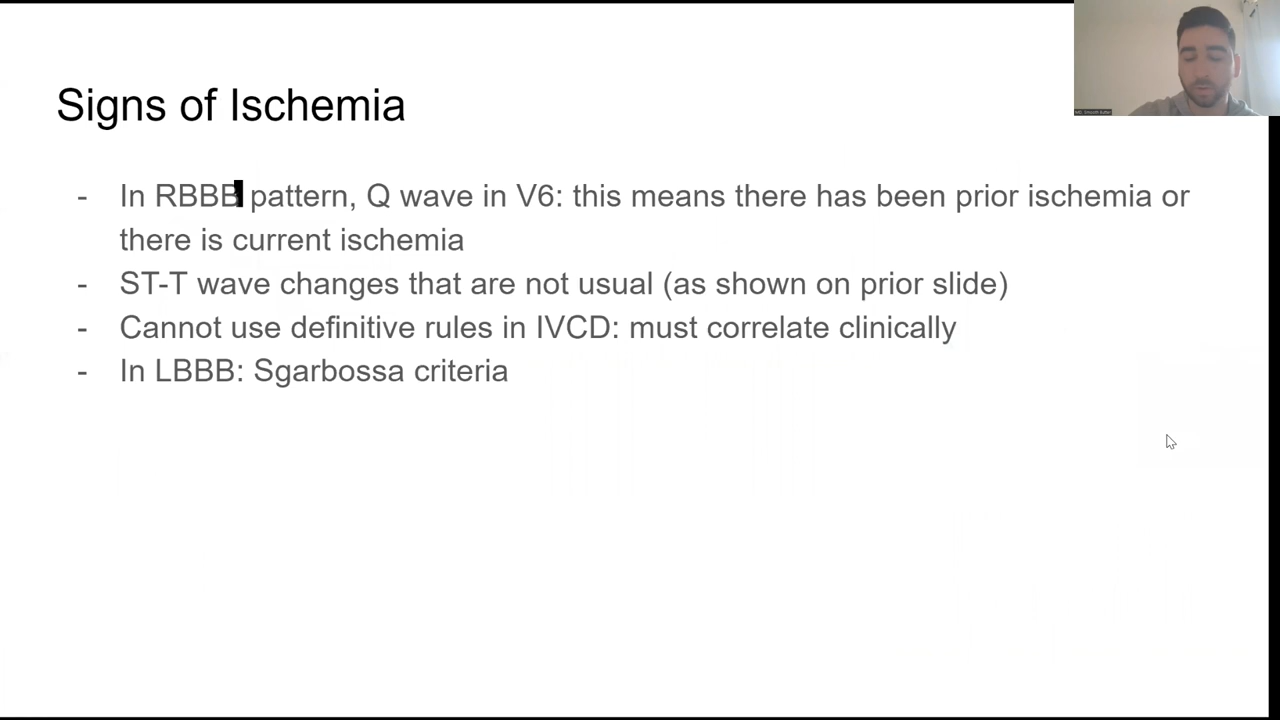 Signs of Ischemia
- In RBBB pattern, Q wave in V6: this means there has been prior ischemia or
there is current ischemia
- ST-T wave changes that are not usual (as shown on prior slide)
- Cannot use definitive rules in IVCD: must correlate clinically
- In LBBB: Sgarbossa criteria